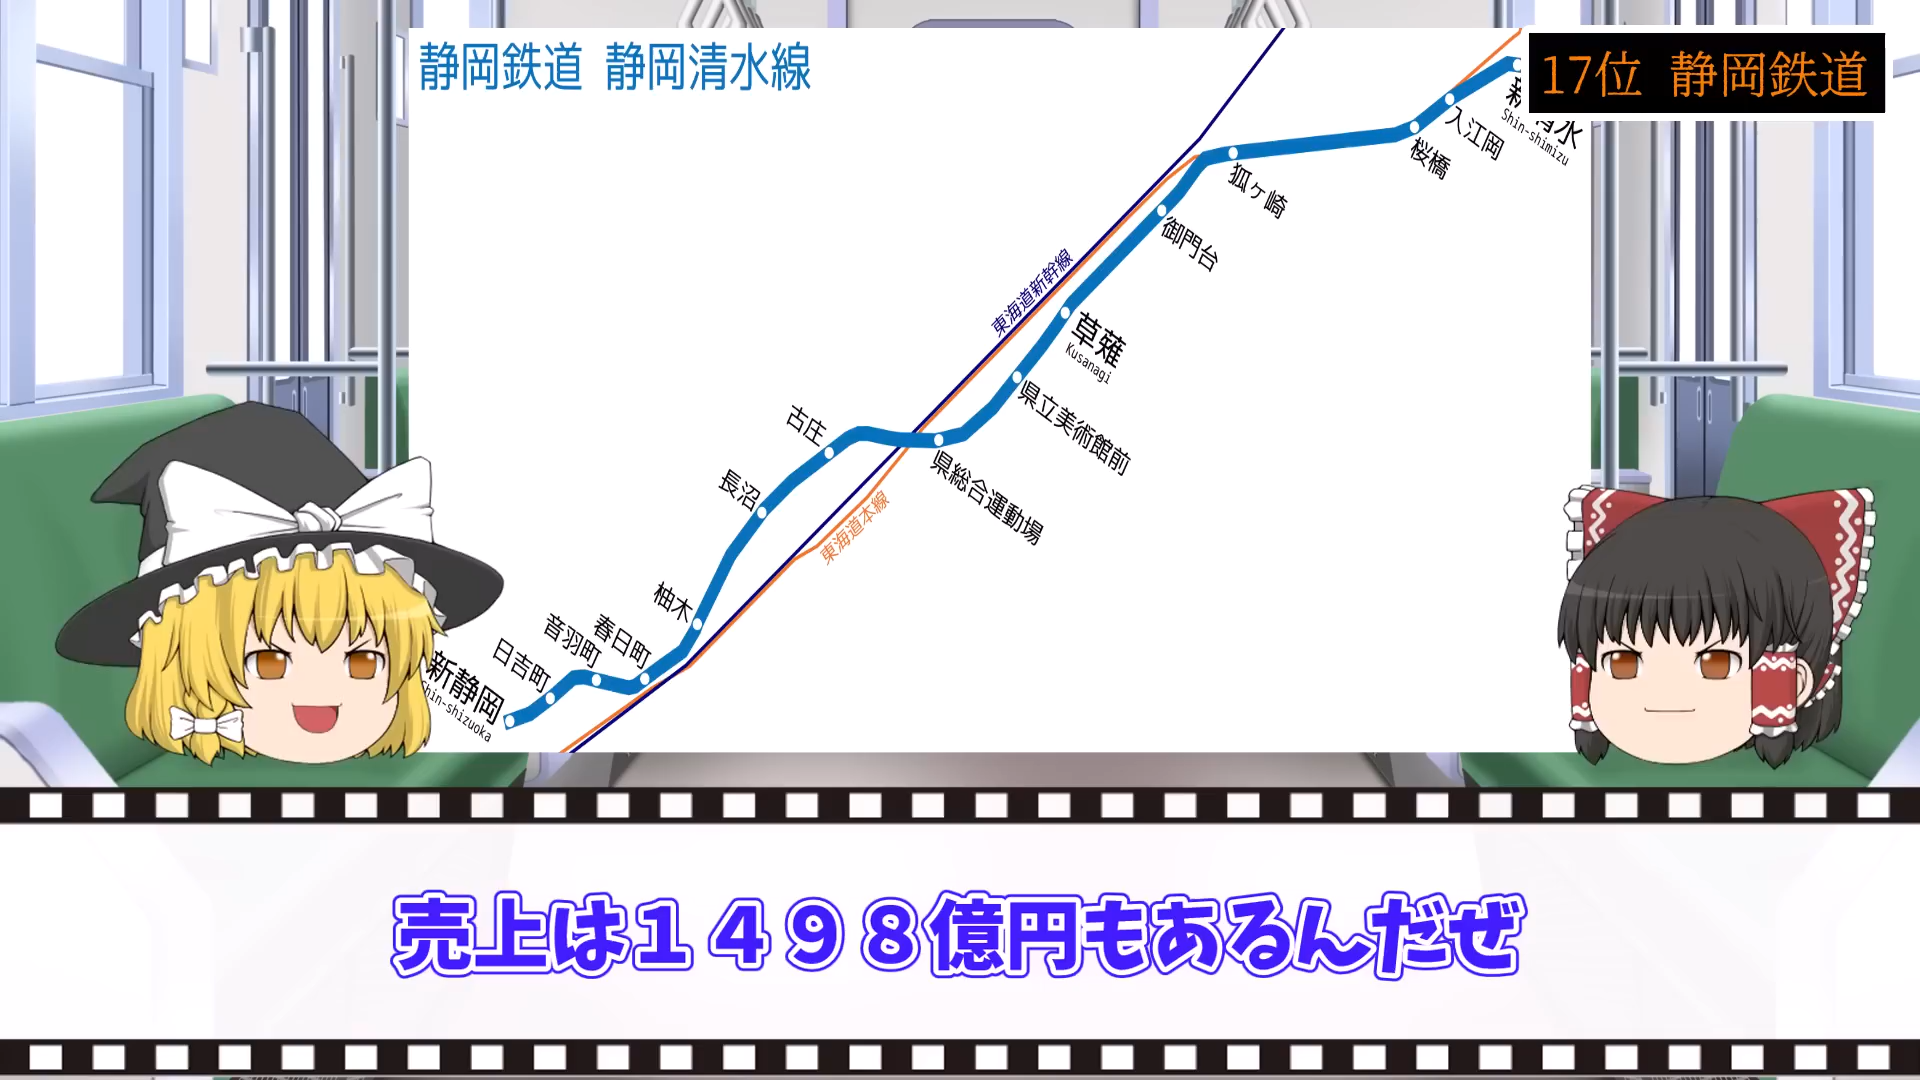 静岡鉄道 静岡清水線
17位 静岡鉄道
Shin-shimizu
入江岡
桜橋
狐ヶ崎
御門台
東海道新幹線
草薙
Kusanagi
県立美術館前
古庄
県総合運動場
長沼
東海道本線
柚木
春日町
音羽町
日吉町
新静岡
Shin-shizuoka
売上は１４９８億円もあるんだぜ